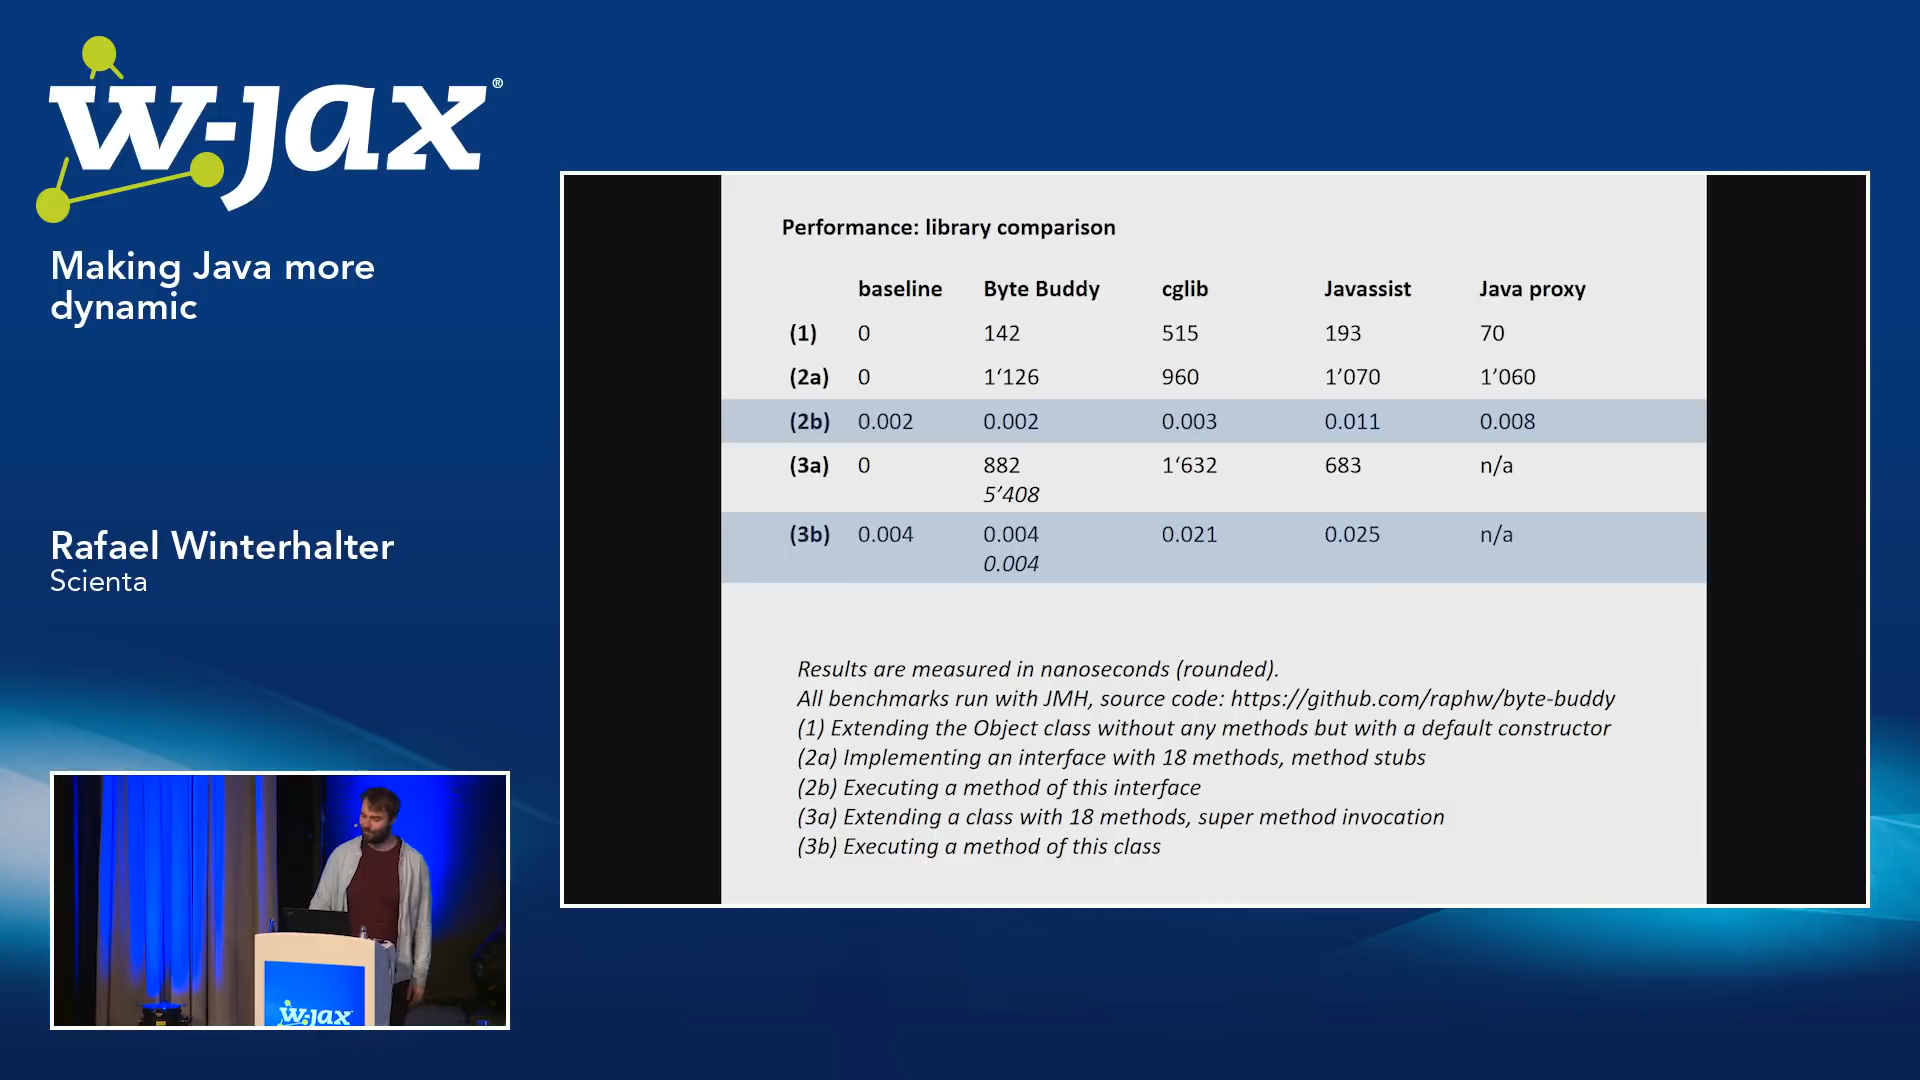 w-jax®
Making Java more
dynamic
Rafael Winterhalter
Scienta
w-jax
Performance: library comparison
baseline Byte Buddy cglib Javassist Java proxy
(1) 0 142 515 193 70
(2a) 0 1‘126 960 1’070 1’060
(2b) 0.002 0.002 0.003 0.011 0.008
(3a) 0 882 1‘632 683 n/a
5’408
(3b) 0.004 0.004 0.021 0.025 n/a
0.004
Results are measured in nanoseconds (rounded).
All benchmarks run with JMH, source code: https://github.com/raphw/byte-buddy
(1) Extending the Object class without any methods but with a default constructor
(2a) Implementing an interface with 18 methods, method stubs
(2b) Executing a method of this interface
(3a) Extending a class with 18 methods, super method invocation
(3b) Executing a method of this class